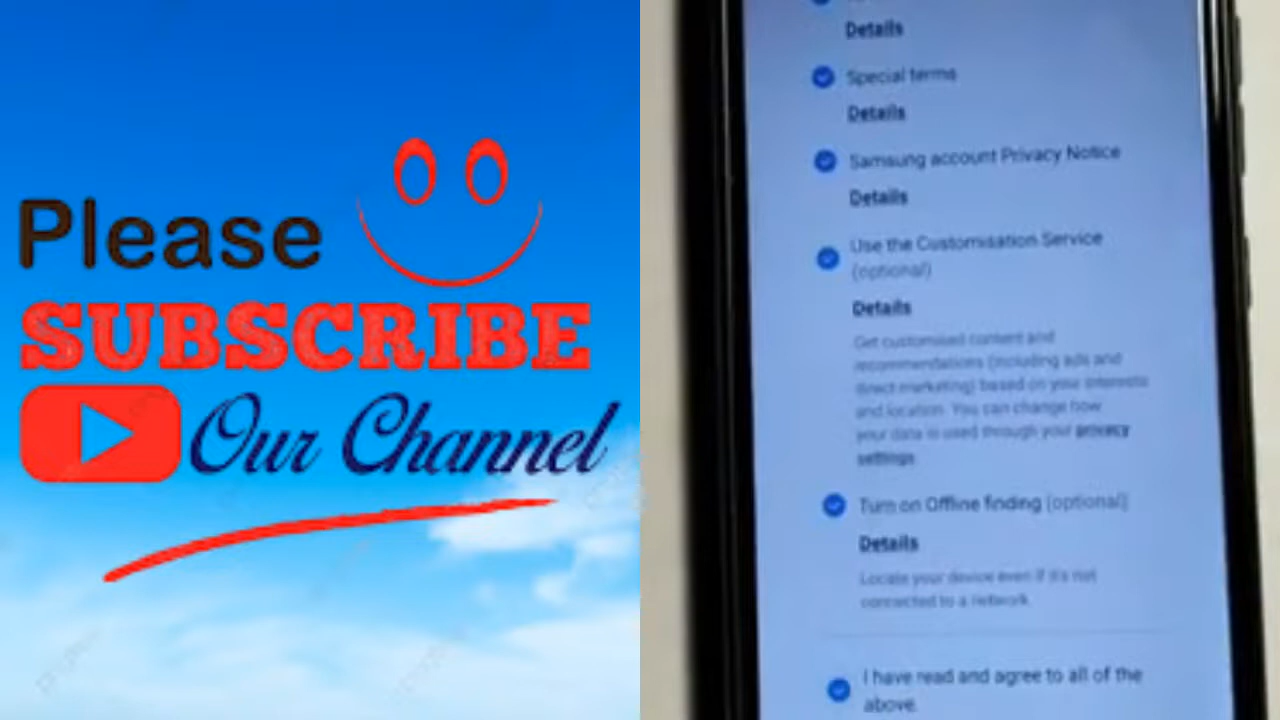 Please
SUBSCRIBE
Our Channel
Details
Special terms
Details
Samsung account Privacy Notice
Details
Use the Customisation Service
(optional)
Details
Get customised content and
recommendations (including ads and
direct marketing) based on your interests
and location. You can change how
your data is used through your privacy
settings.
Turn on Offline finding (optional)
Details
Locate your device even if it's not
connected to a network.
I have read and agree to all of the
above.